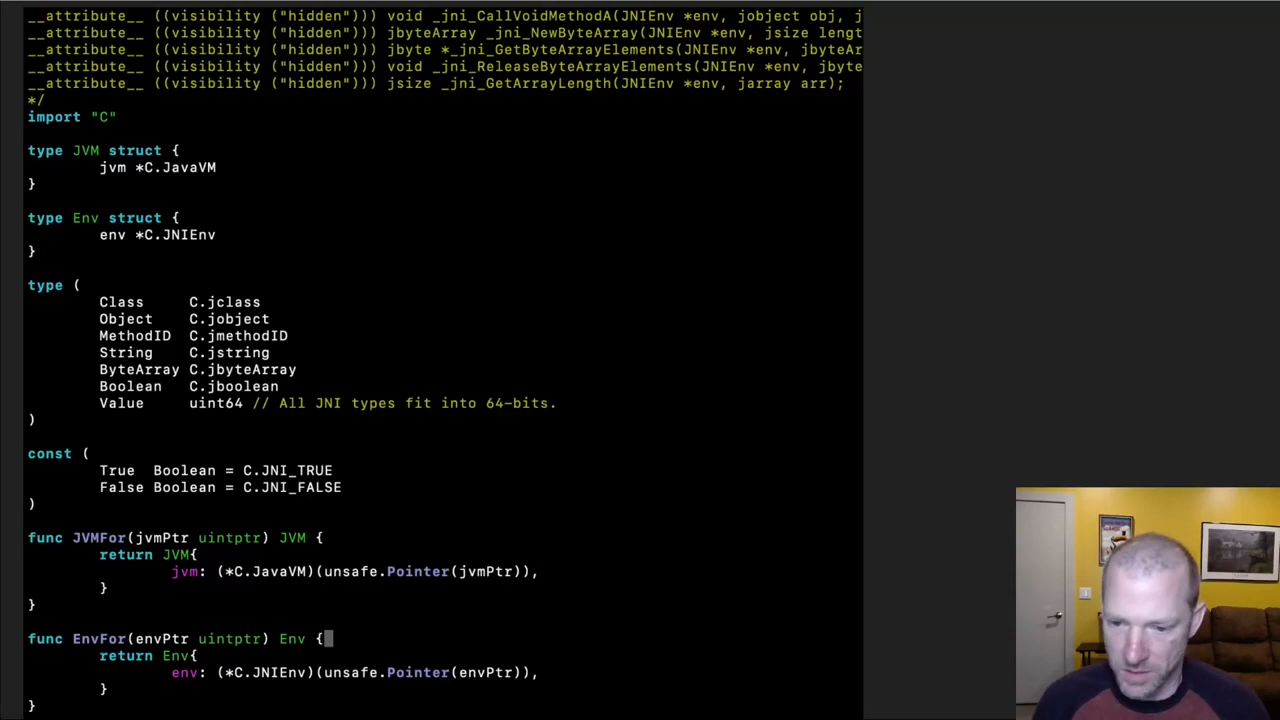 __attribute__ ((visibility ("hidden"))) void _jni_CallVoidMethodA(JNIEnv *env, jobject obj, j
__attribute__ ((visibility ("hidden"))) jbyteArray _jni_NewByteArray(JNIEnv *env, jsize lengt
__attribute__ ((visibility ("hidden"))) jbyte *_jni_GetByteArrayElements(JNIEnv *env, jbyteAr
__attribute__ ((visibility ("hidden"))) void _jni_ReleaseByteArrayElements(JNIEnv *env, jbyte
__attribute__ ((visibility ("hidden"))) jsize _jni_GetArrayLength(JNIEnv *env, jarray arr);
*/
import "C"
type JVM struct {
jvm *C.JavaVM
}
type Env struct {
env *C.JNIEnv
}
type (
Class C.jclass
Object C.jobject
MethodID C.jmethodID
String C.jstring
ByteArray C.jbyteArray
Boolean C.jboolean
Value uint64 // All JNI types fit into 64-bits.
)
const (
True Boolean = C.JNI_TRUE
False Boolean = C.JNI_FALSE
)
func JVMFor(jvmPtr uintptr) JVM {
return JVM{
jvm: (*C.JavaVM)(unsafe.Pointer(jvmPtr)),
}
}
func EnvFor(envPtr uintptr) Env {
return Env{
env: (*C.JNIEnv)(unsafe.Pointer(envPtr)),
}
}